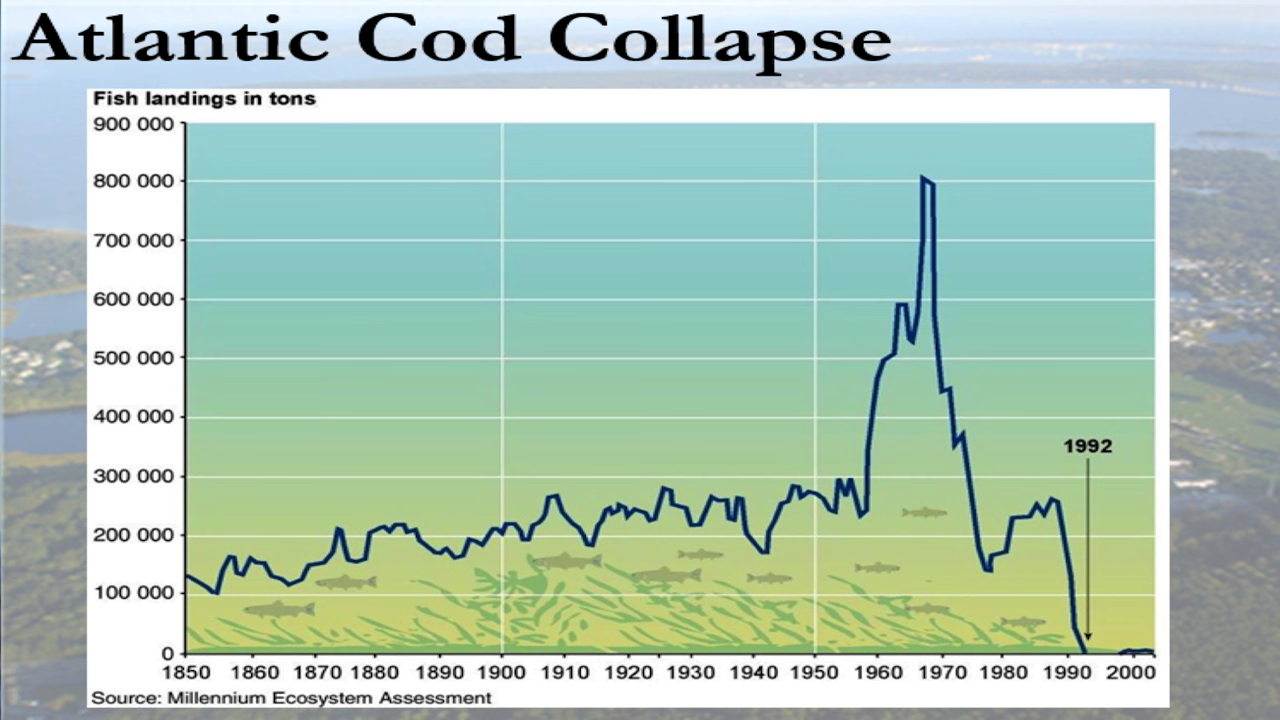 Atlantic Cod Collapse
Fish landings in tons
900 000
800 000
700 000
600 000
500 000
400 000
300 000
200 000
100 000
0
1992
1850 1860 1870 1880 1890 1900 1910 1920 1930 1940 1950 1960 1970 1980 1990 2000
Source: Millennium Ecosystem Assessment